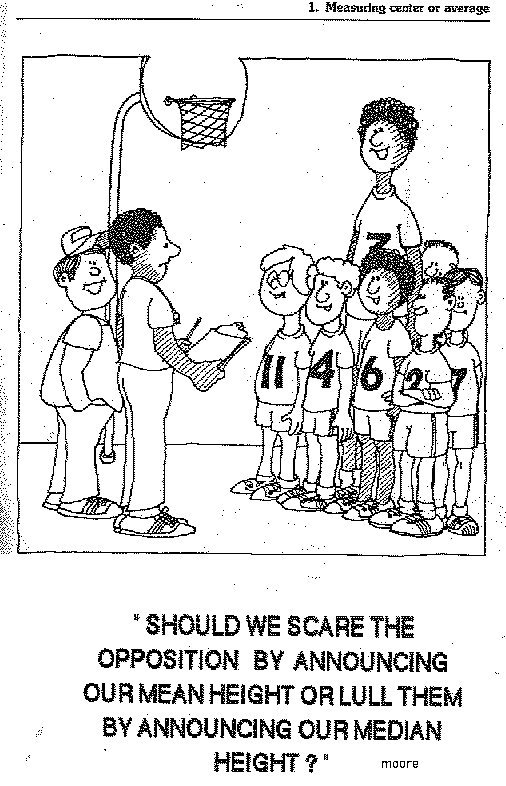 1. Measuring center or average
3
11
4
6
2
7
" SHOULD WE SCARE THE
OPPOSITION BY ANNOUNCING
OUR MEAN HEIGHT OR LULL THEM
BY ANNOUNCING OUR MEDIAN
HEIGHT ? "
moore